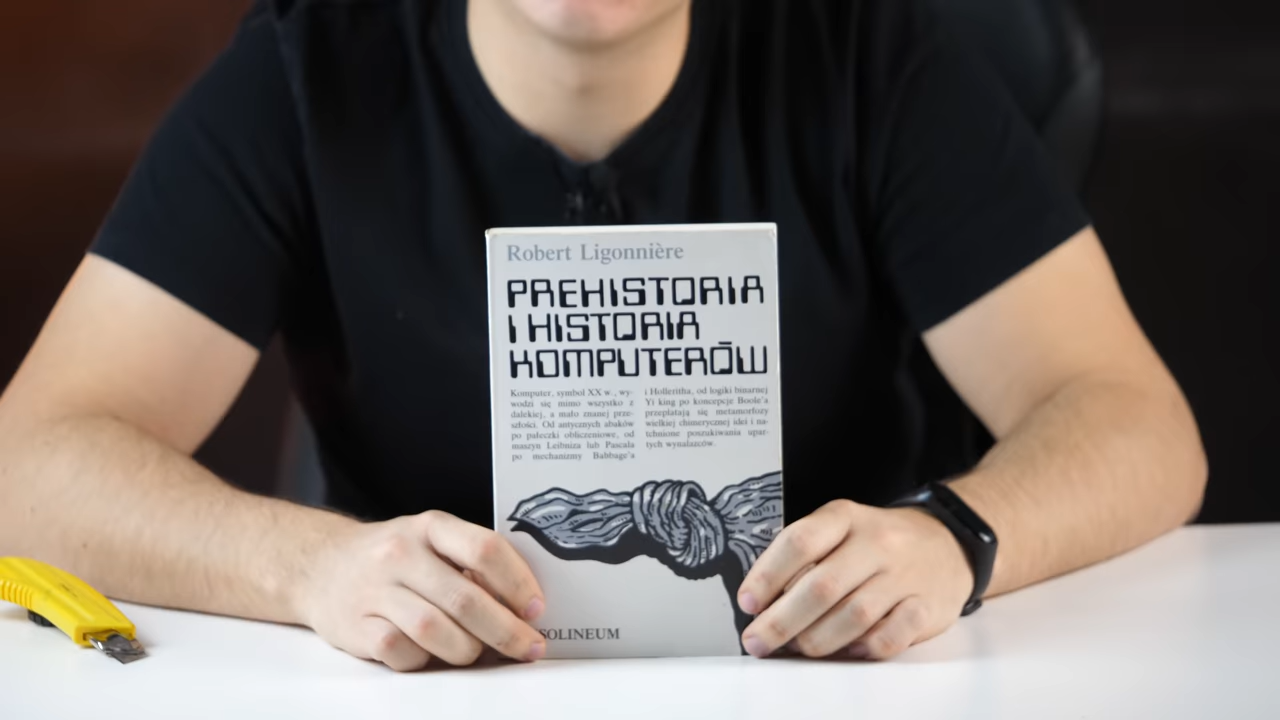 Robert Ligonnière
PREHISTORIA
I HISTORIA
KOMPUTERÓW
Komputer, symbol XX w., wy-
wodzi się mimo wszystko z
dalekiej, a mało znanej prze-
szłości. Od antycznych abaków
po pałeczki obliczeniowe, od
maszyn Leibniza lub Pascala
po mechanizmy Babbage'a
i Holleritha, od logiki binarnej
Yi king po koncepcje Boole'a
przeplatają się metamorfozy
wielkiej chimerycznej idei i na-
tchnione poszukiwania upar-
tych wynalazców.
SOLINEUM